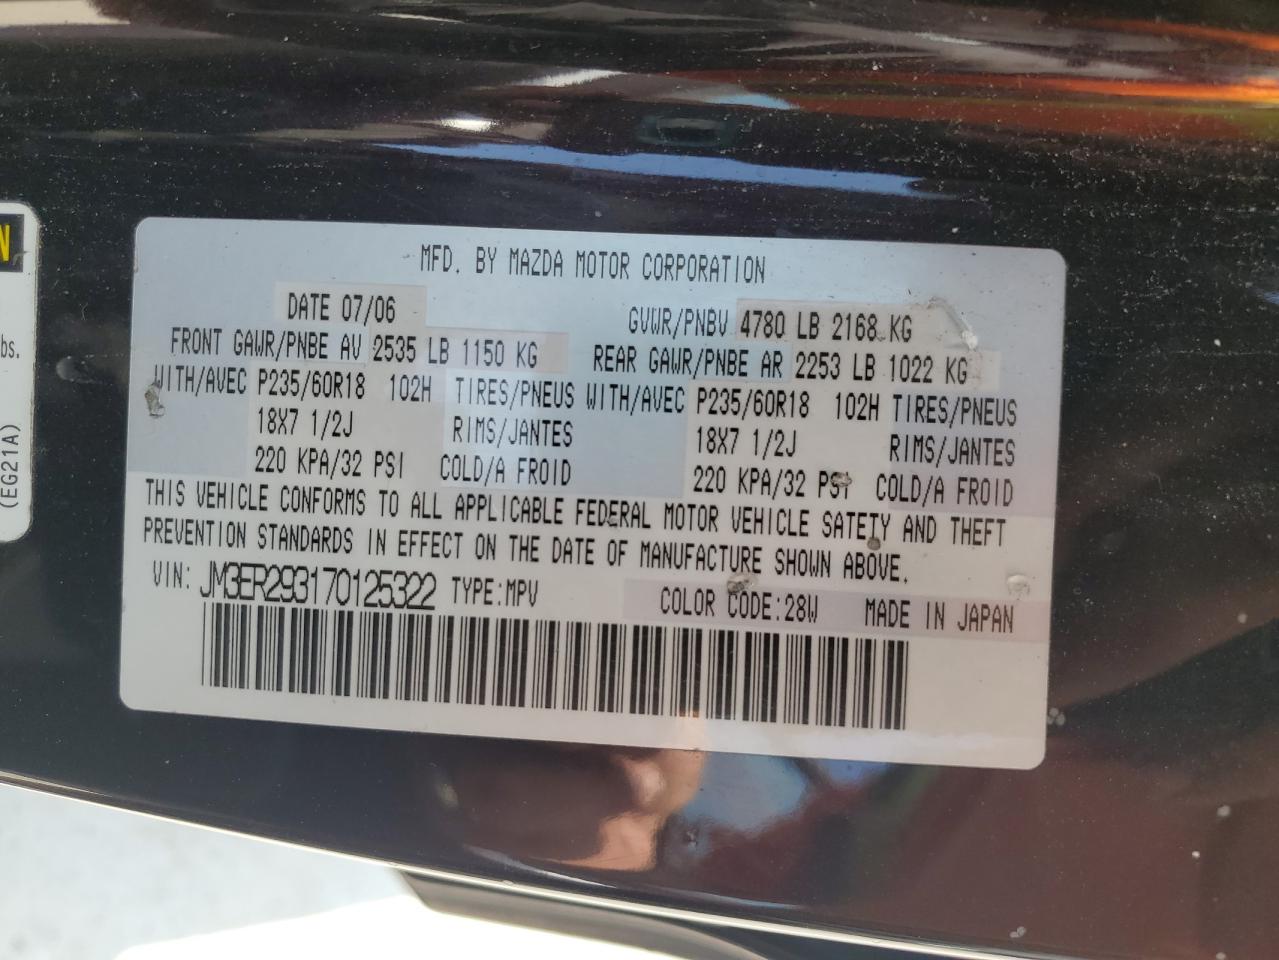 MFD. BY MAZDA MOTOR CORPORATION
DATE 07/06 GVWR/PNBV 4780 LB 2168 KG
FRONT GAWR/PNBE AV 2535 LB 1150 KG REAR GAWR/PNBE AR 2253 LB 1022 KG
WITH/AVEC P235/60R18 102H TIRES/PNEUS WITH/AVEC P235/60R18 102H TIRES/PNEUS
18X7 1/2J RIMS/JANTES 18X7 1/2J RIMS/JANTES
220 KPA/32 PSI COLD/A FROID 220 KPA/32 PSI COLD/A FROID
THIS VEHICLE CONFORMS TO ALL APPLICABLE FEDERAL MOTOR VEHICLE SATETY AND THEFT
PREVENTION STANDARDS IN EFFECT ON THE DATE OF MANUFACTURE SHOWN ABOVE.
VIN: JM3ER293170125322 TYPE:MPV COLOR CODE:28W MADE IN JAPAN
N
lbs.
(EG21A)